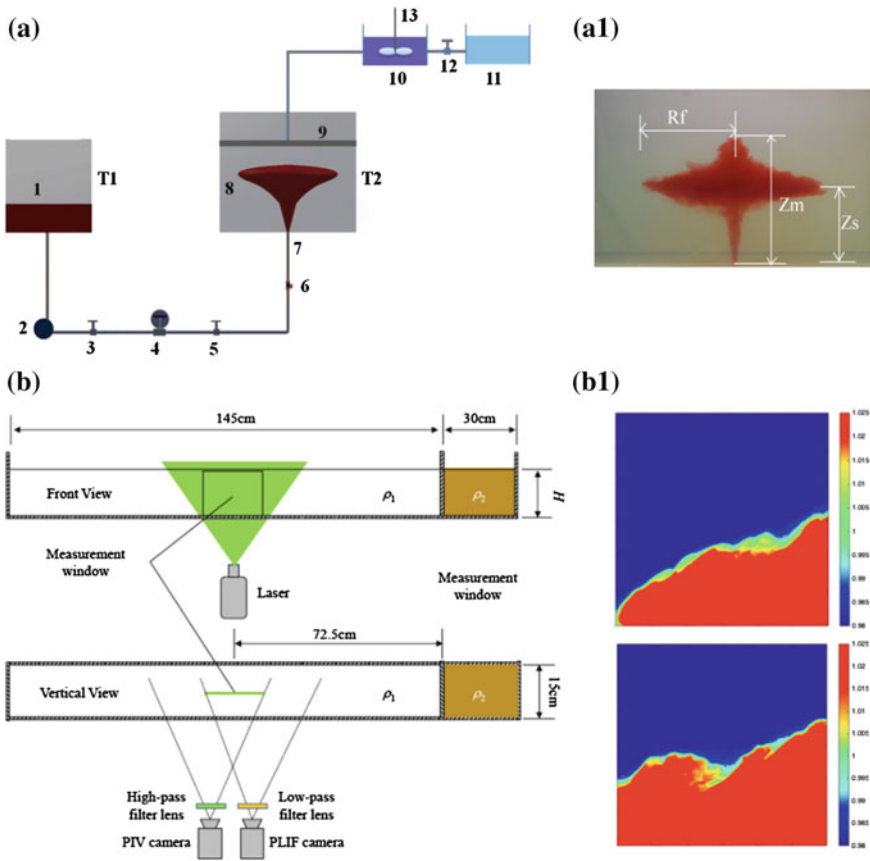 (a)
13
12
10
11
9
1
T1
8
T2
7
6
2
3
4
5
(a1)
Rf
Zm
Zs
(b)
145cm
30cm
Front View
ρ1
ρ2
H
Measurement
window
Laser
Measurement
window
72.5cm
Vertical View
ρ1
ρ2
15cm
High-pass
filter lens
Low-pass
filter lens
PIV camera
PLIF camera
(b1)
1.025
1.02
1.015
1.01
1.005
1
0.995
0.99
0.985
0.98
1.025
1.02
1.015
1.01
1.005
1
0.995
0.99
0.985
0.98